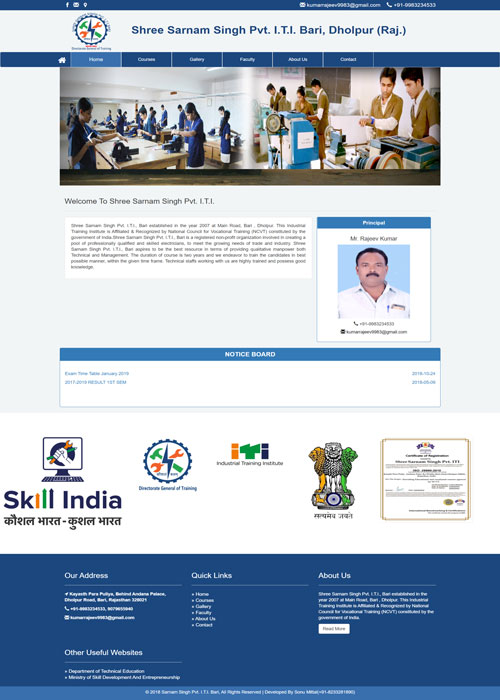 kumarrajeev9983@gmail.com +91-9983234533
Shree Sarnam Singh Pvt. I.T.I. Bari, Dholpur (Raj.)
Directorate General of Training
Home Courses Gallery Faculty About Us Contact
Welcome To Shree Sarnam Singh Pvt. I.T.I.
Shree Sarnam Singh Pvt. I.T.I., Bari established in the year 2007 at Main Road, Bari , Dholpur. This Industrial
Training Institute is Affiliated & Recognized by National Council for Vocational Training (NCVT) constituted by the
government of India.Shree Sarnam Singh Pvt. I.T.I., Bari is a registered non-profit organization involved in creating a
pool of professionally qualified and skilled electricians, to meet the growing needs of trade and industry. Shree
Sarnam Singh Pvt. I.T.I., Bari aspires to be the best resource in terms of providing qualitative manpower both
Technical and Management. The duration of course is two years and we endeavor to train the candidates in best
possible manner, within the given time frame. Technical staffs working with us are highly trained and possess good
knowledge.
Principal
Mr. Rajeev Kumar
+91-9983234533
kumarrajeev9983@gmail.com
NOTICE BOARD
Exam Time Table January 2019 2018-10-24
2017-2019 RESULT 1ST SEM 2018-05-06
Skill India
कौशल भारत - कुशल भारत
Directorate General of Training
iTi
Industrial Training Institute
सत्यमेव जयते
Certificate of Registration
Shree Sarnam Singh Pvt. ITI
Our Address
Kayasth Para Puliya, Behind Andana Palace,
Dholpur Road, Bari, Rajasthan 328021
+91-9983234533, 9079655940
kumarrajeev9983@gmail.com
Quick Links
» Home
» Courses
» Gallery
» Faculty
» About Us
» Contact
About Us
Shree Sarnam Singh Pvt. I.T.I., Bari established in the
year 2007 at Main Road, Bari , Dholpur. This Industrial
Training Institute is Affiliated & Recognized by National
Council for Vocational Training (NCVT) constituted by the
government of India.
Read More
Other Useful Websites
» Department of Technical Education
» Ministry of Skill Development And Entrepreneurship
© 2018 Sarnam Singh Pvt. I.T.I. Bari, All Rights Reserved | Developed By Sonu Mittal(+91-8233281900)